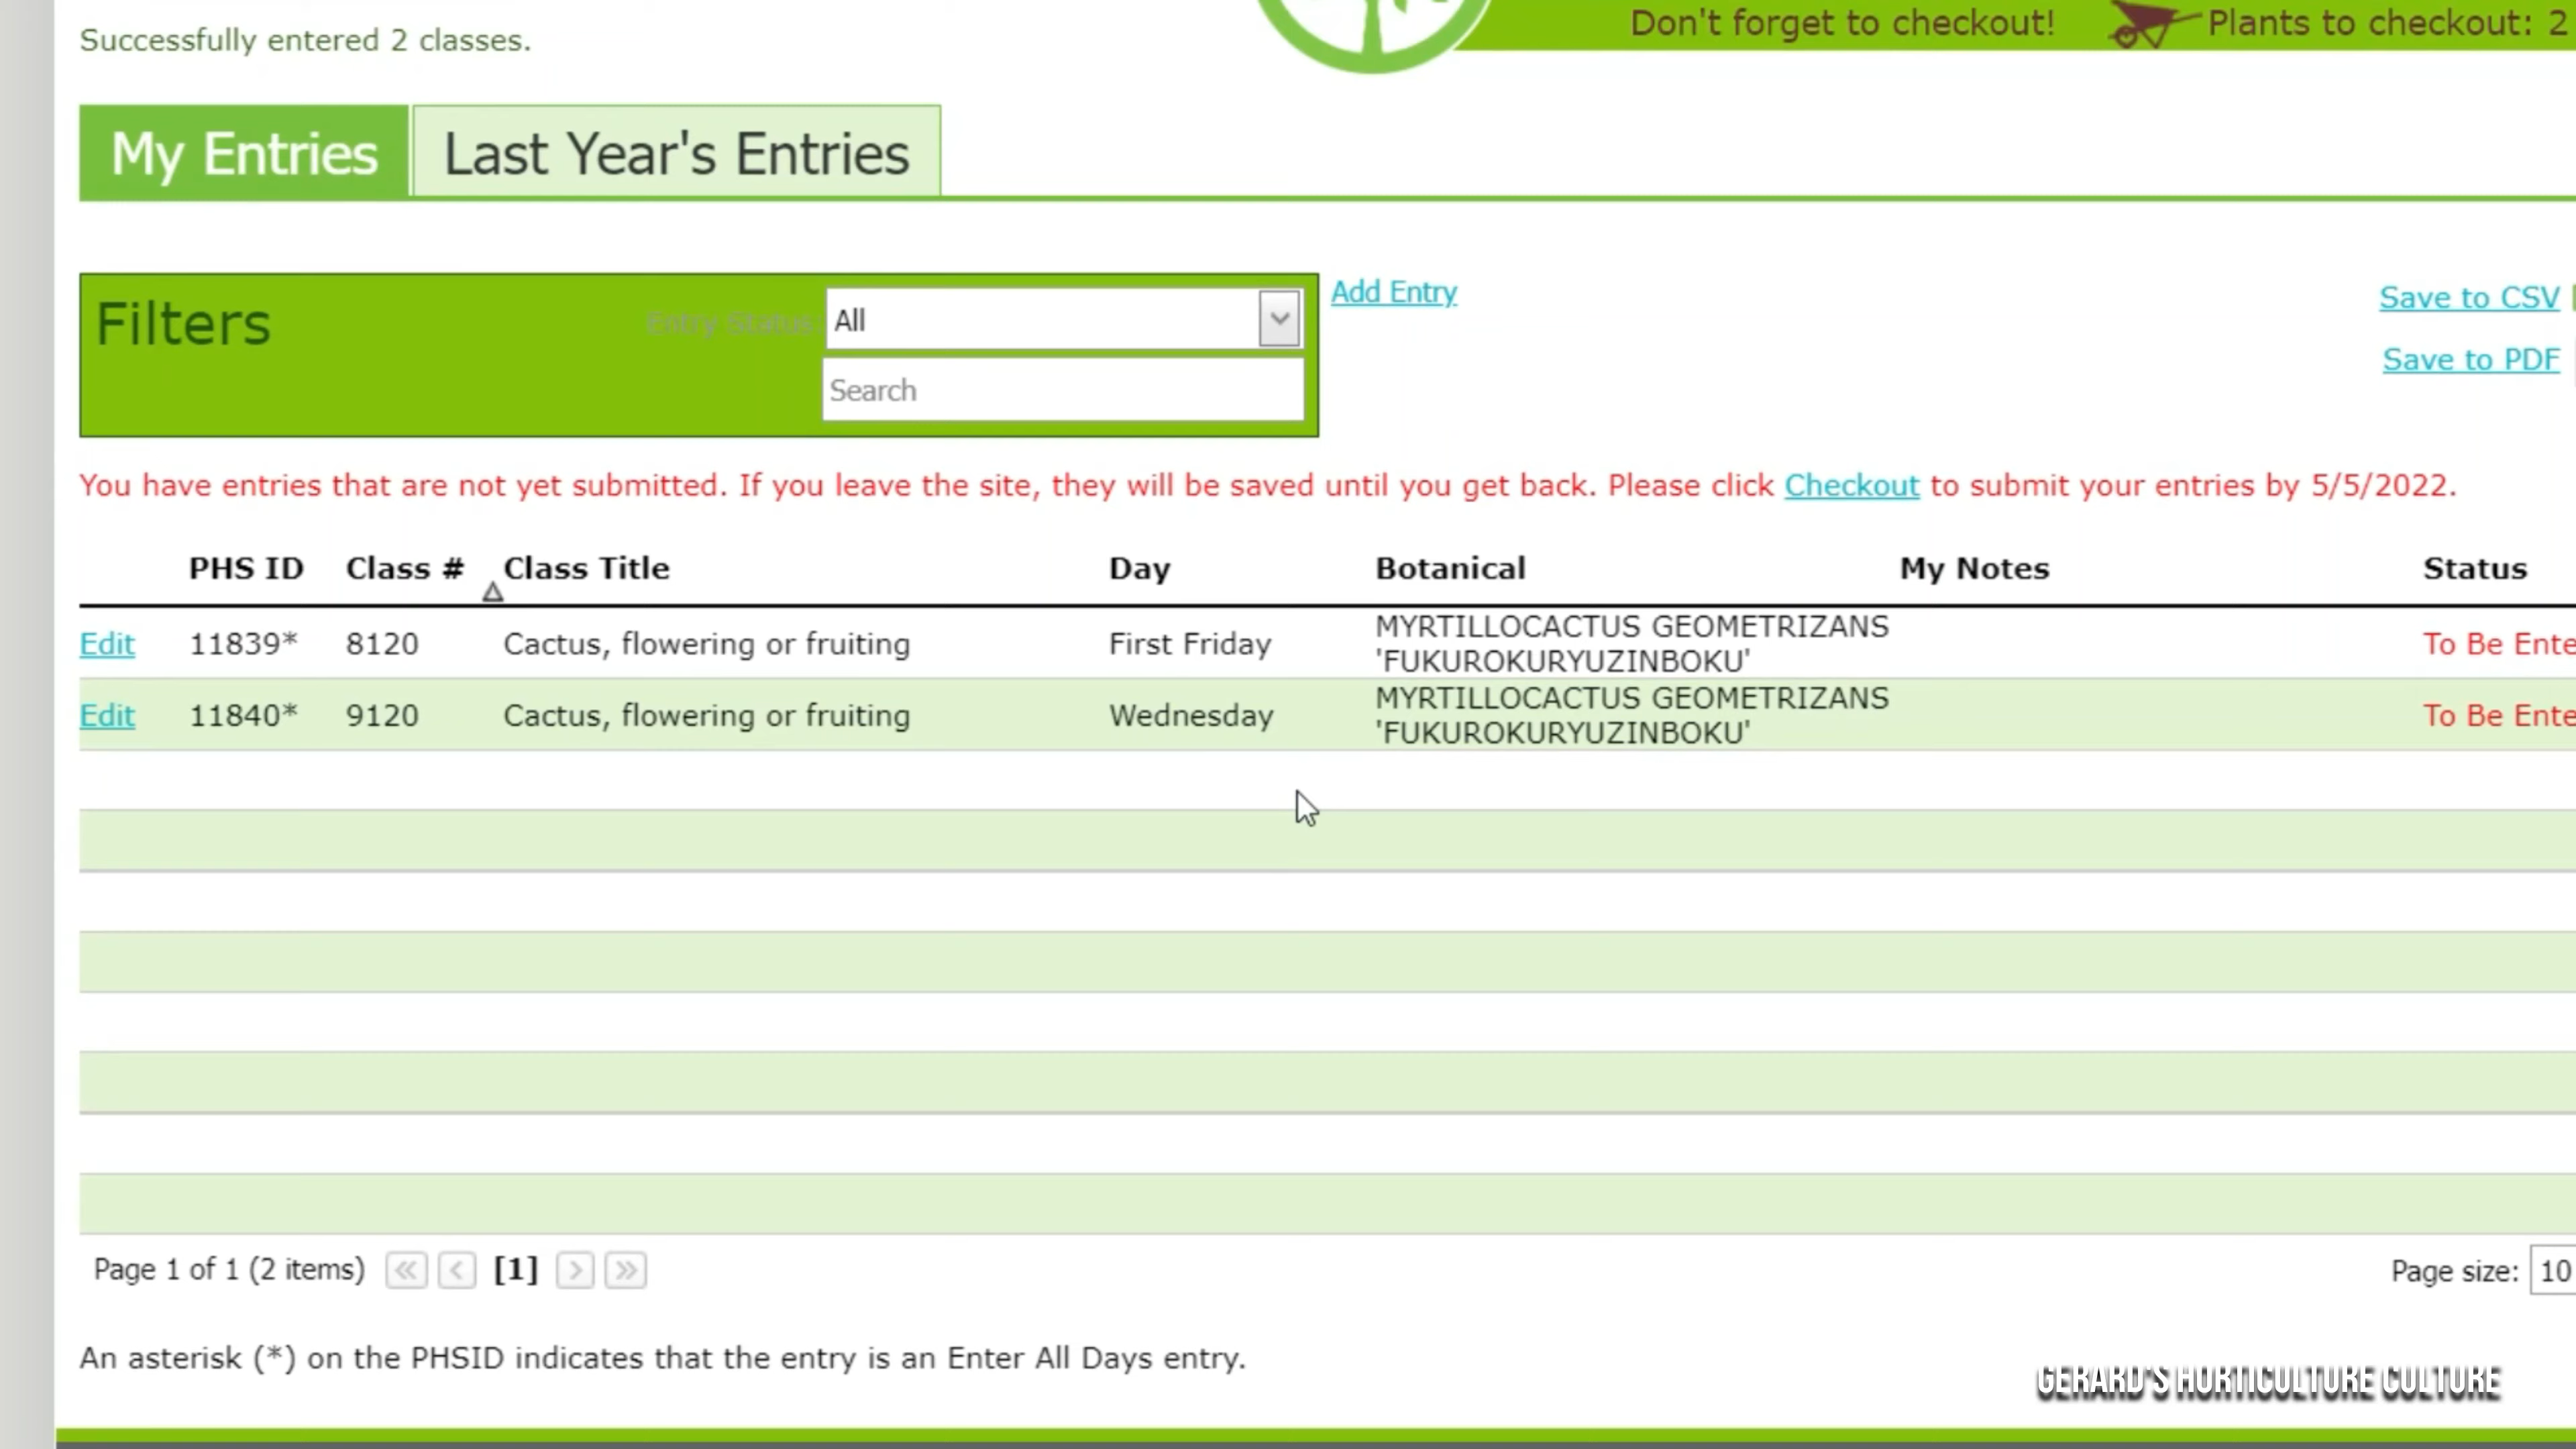 Successfully entered 2 classes.
Don't forget to checkout! Plants to checkout: 2
My Entries Last Year's Entries
Filters Entry Status: All Add Entry Save to CSV
Search Save to PDF
You have entries that are not yet submitted. If you leave the site, they will be saved until you get back. Please click Checkout to submit your entries by 5/5/2022.
PHS ID Class # Class Title Day Botanical My Notes Status
Edit 11839* 8120 Cactus, flowering or fruiting First Friday MYRTILLOCACTUS GEOMETRIZANS To Be Ente
'FUKUROKURYUZINBOKU'
Edit 11840* 9120 Cactus, flowering or fruiting Wednesday MYRTILLOCACTUS GEOMETRIZANS To Be Ente
'FUKUROKURYUZINBOKU'
Page 1 of 1 (2 items) [1] Page size: 10
An asterisk (*) on the PHSID indicates that the entry is an Enter All Days entry.
GERARD'S HORTICULTURE CULTURE